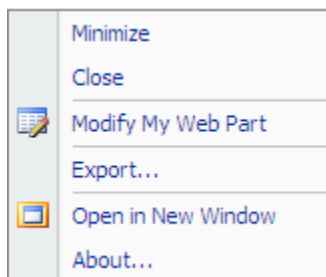 Minimize
Close
Modify My Web Part
Export...
Open in New Window
About...